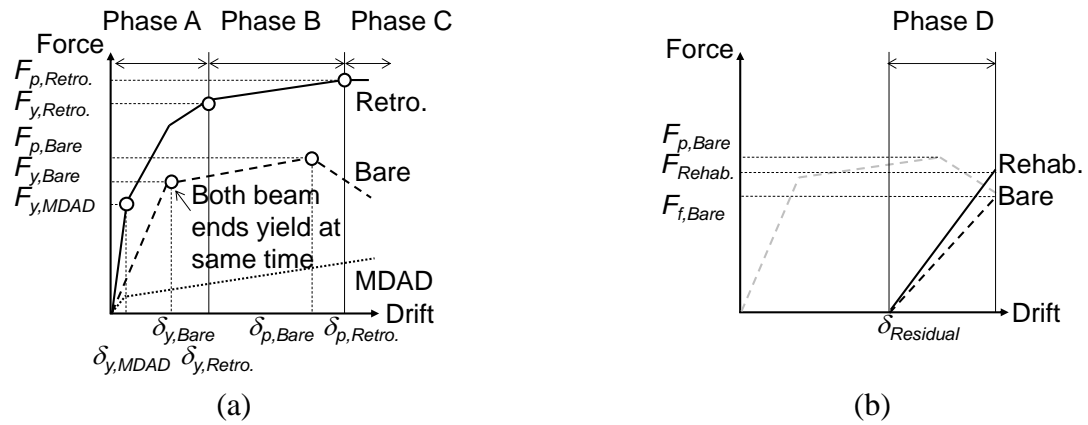 Phase A
Phase B
Phase C
Force
F_p,Retro.
F_y,Retro.
F_p,Bare
F_y,Bare
F_y,MDAD
Retro.
Bare
Both beam
ends yield at
same time
MDAD
Drift
δ_y,Bare
δ_p,Bare
δ_p,Retro.
δ_y,MDAD
δ_y,Retro.
(a)
Phase D
Force
F_p,Bare
F_Rehab.
F_f,Bare
Rehab.
Bare
Drift
δ_Residual
(b)